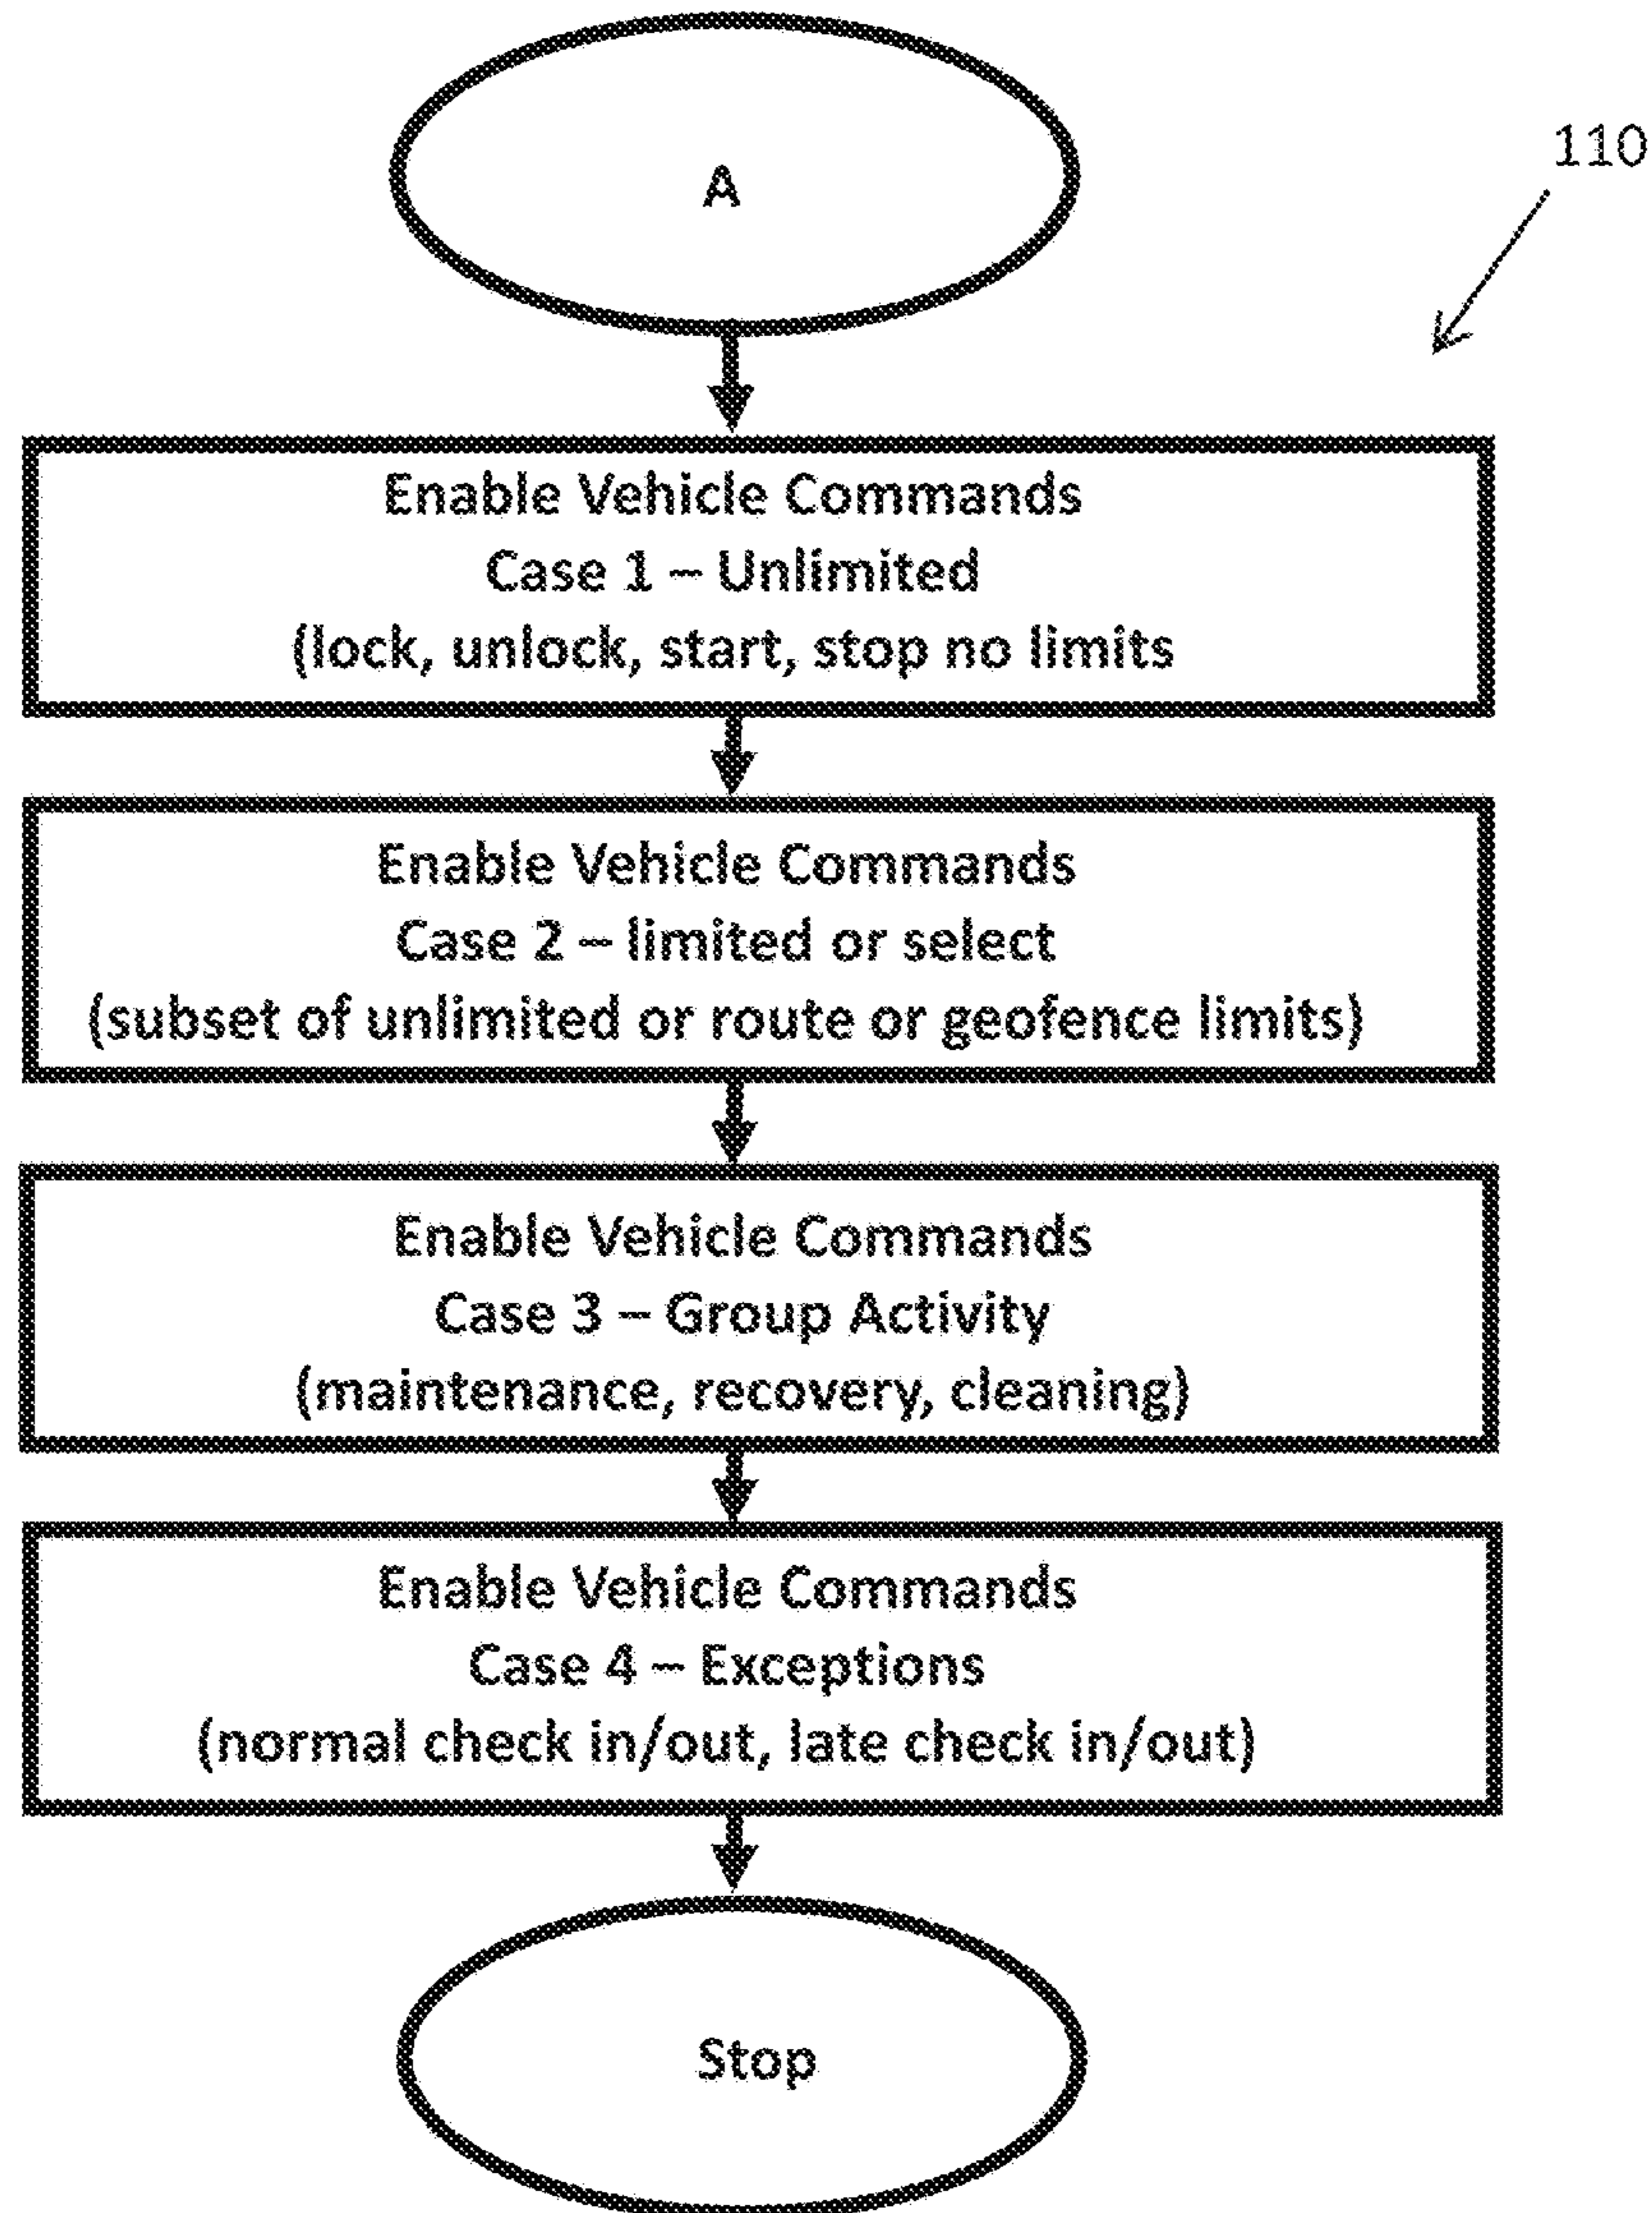 A
110
Enable Vehicle Commands
Case 1 – Unlimited
(lock, unlock, start, stop no limits
Enable Vehicle Commands
Case 2 – limited or select
(subset of unlimited or route or geofence limits)
Enable Vehicle Commands
Case 3 – Group Activity
(maintenance, recovery, cleaning)
Enable Vehicle Commands
Case 4 – Exceptions
(normal check in/out, late check in/out)
Stop